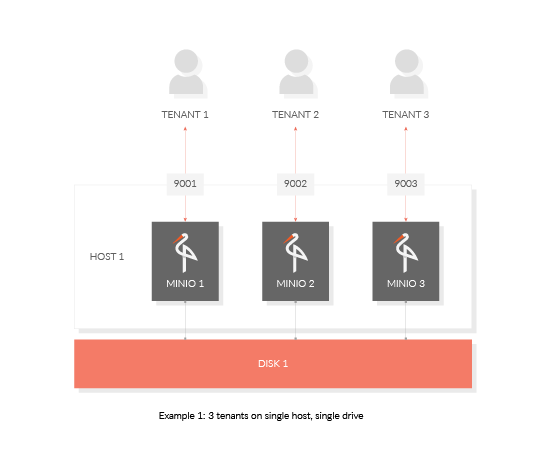 TENANT 1
TENANT 2
TENANT 3
9001
9002
9003
HOST 1
MINIO 1
MINIO 2
MINIO 3
DISK 1
Example 1: 3 tenants on single host, single drive